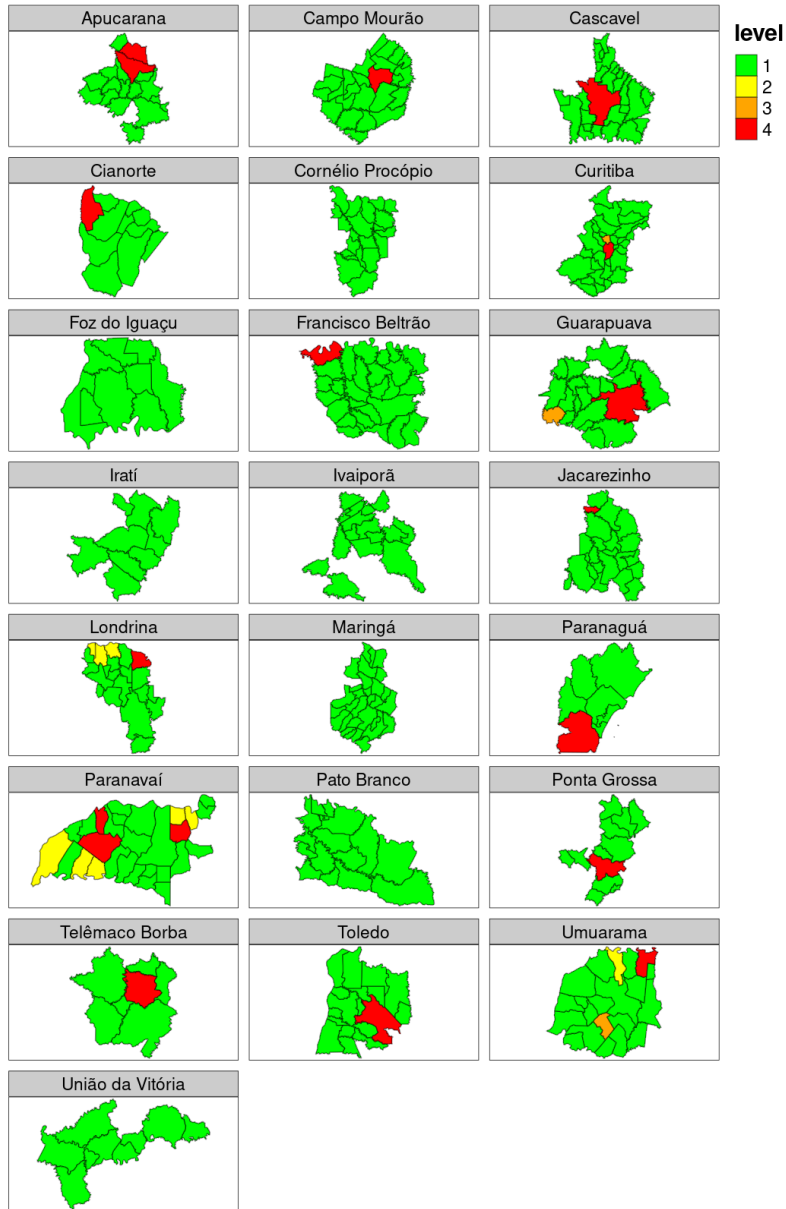 Apucarana
Campo Mourão
Cascavel
level
1
2
3
4
Cianorte
Cornélio Procópio
Curitiba
Foz do Iguaçu
Francisco Beltrão
Guarapuava
Iratí
Ivaiporã
Jacarezinho
Londrina
Maringá
Paranaguá
Paranavaí
Pato Branco
Ponta Grossa
Telêmaco Borba
Toledo
Umuarama
União da Vitória